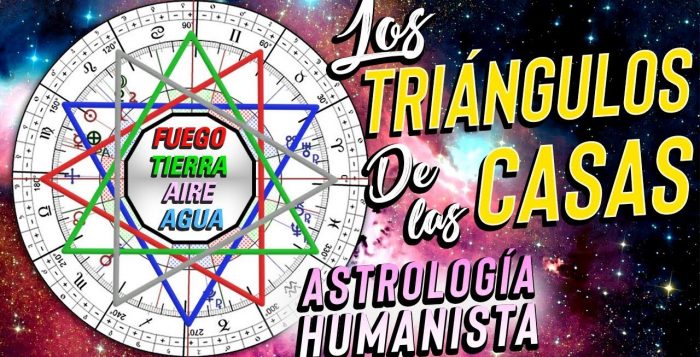 FUEGO
TIERRA
AIRE
AGUA
Los
TRIÁNGULOS
De
las
CASAS
ASTROLOGÍA
HUMANISTA